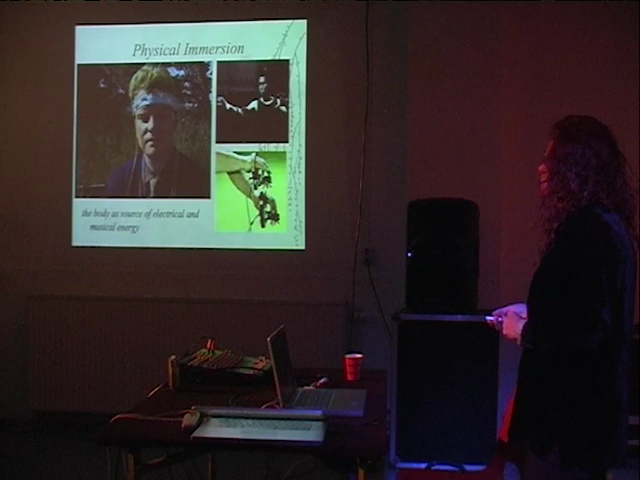 Physical Immersion
the body as source of electrical and
musical energy